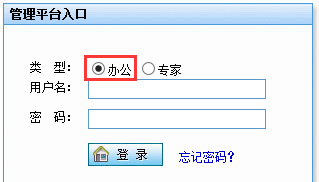 管理平台入口
类 型： 办公 专家
用户名：
密 码：
登 录 忘记密码？